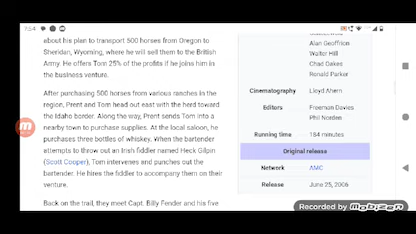 7:54
about his plan to transport 500 horses from Oregon to
Sheridan, Wyoming, where he will sell them to the British
Army. He offers Tom 25% of the profits if he joins him in
the business venture.
After purchasing 500 horses from various ranches in the
region, Prent and Tom head out east with the herd toward
the Idaho border. Along the way, Prent sends Tom into a
nearby town to purchase supplies. At the local saloon, he
purchases three bottles of whiskey. When the bartender
attempts to throw out an Irish fiddler named Heck Gilpin
(Scott Cooper), Tom intervenes and punches out the
bartender. He hires the fiddler to accompany them on their
venture.
Back on the trail, they meet Capt. Billy Fender and his five
Alan Geoffrion
Walter Hill
Chad Oakes
Ronald Parker
Cinematography Lloyd Ahern
Editors Freeman Davies
Phil Norden
Running time 184 minutes
Original release
Network AMC
Release June 25, 2006
Recorded by Mobizen